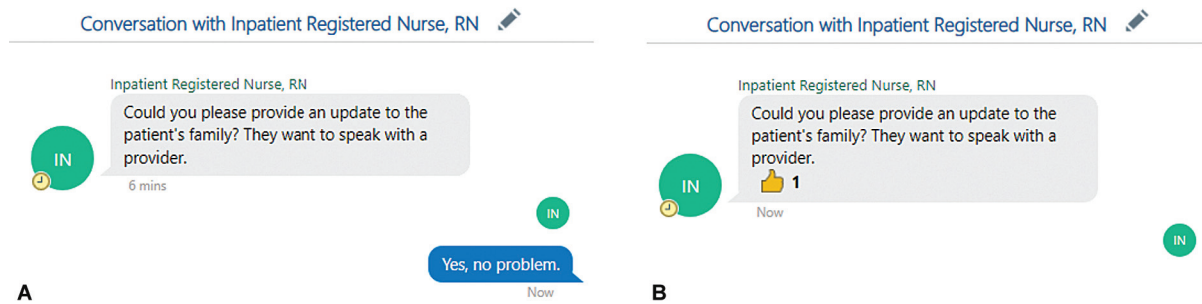 Conversation with Inpatient Registered Nurse, RN
Inpatient Registered Nurse, RN
Could you please provide an update to the
patient's family? They want to speak with a
provider.
IN
6 mins
IN
Yes, no problem.
Now
A
Conversation with Inpatient Registered Nurse, RN
Inpatient Registered Nurse, RN
Could you please provide an update to the
patient's family? They want to speak with a
provider.
1
IN
Now
IN
B